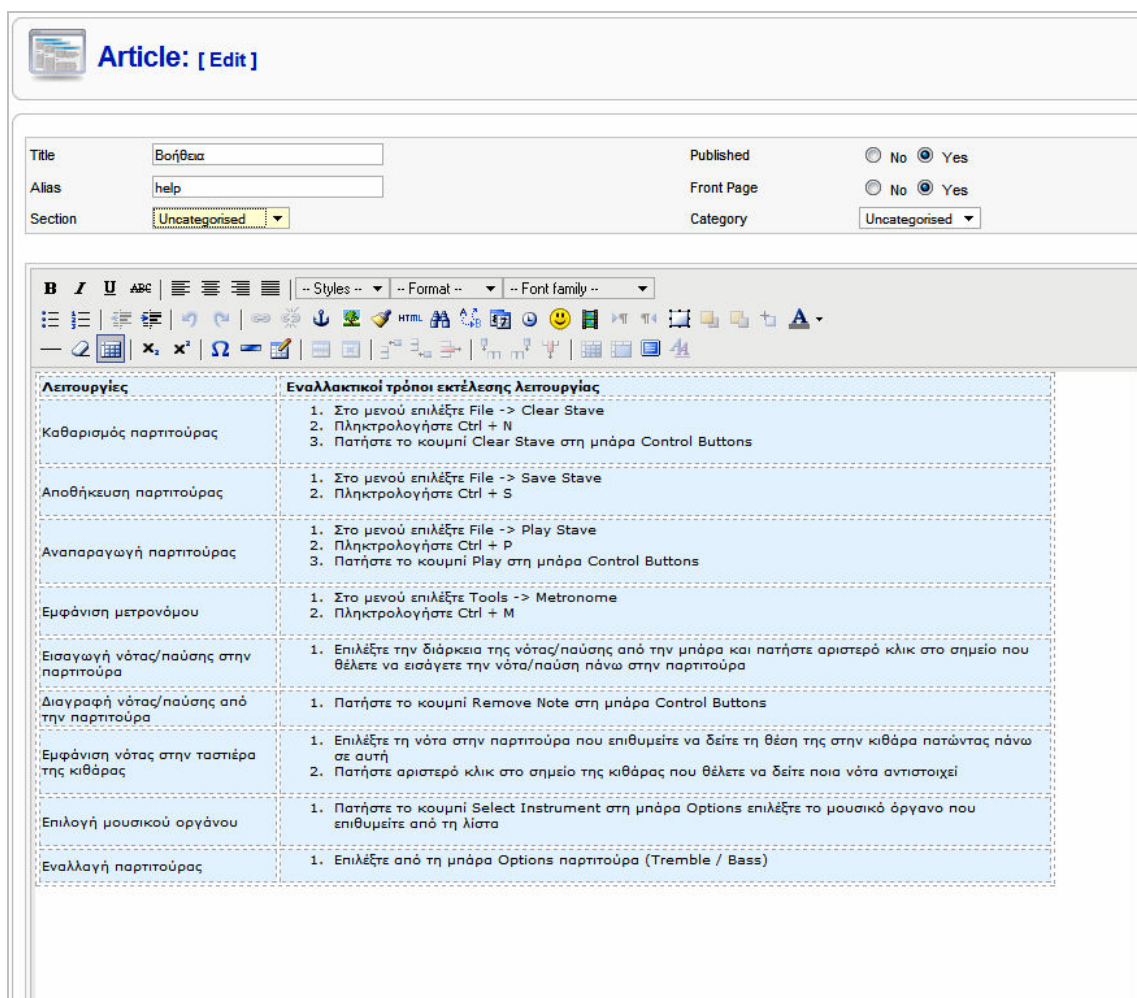 Article: [ Edit ]
Title Βοήθεια Published No Yes
Alias help Front Page No Yes
Section Uncategorised Category Uncategorised
B I U ABC -- Styles -- -- Format -- -- Font family --
HTML
Λειτουργίες Εναλλακτικοί τρόποι εκτέλεσης λειτουργίας
Καθαρισμός παρτιτούρας
1. Στο μενού επιλέξτε File -> Clear Stave
2. Πληκτρολογήστε Ctrl + N
3. Πατήστε το κουμπί Clear Stave στη μπάρα Control Buttons
Αποθήκευση παρτιτούρας
1. Στο μενού επιλέξτε File -> Save Stave
2. Πληκτρολογήστε Ctrl + S
Αναπαραγωγή παρτιτούρας
1. Στο μενού επιλέξτε File -> Play Stave
2. Πληκτρολογήστε Ctrl + P
3. Πατήστε το κουμπί Play στη μπάρα Control Buttons
Εμφάνιση μετρονόμου
1. Στο μενού επιλέξτε Tools -> Metronome
2. Πληκτρολογήστε Ctrl + M
Εισαγωγή νότας/παύσης στην
παρτιτούρα
1. Επιλέξτε την διάρκεια της νότας/παύσης από την μπάρα και πατήστε αριστερό κλικ στο σημείο που
θέλετε να εισάγετε την νότα/παύση πάνω στην παρτιτούρα
Διαγραφή νότας/παύσης από
την παρτιτούρα
1. Πατήστε το κουμπί Remove Note στη μπάρα Control Buttons
Εμφάνιση νότας στην ταστιέρα
της κιθάρας
1. Επιλέξτε τη νότα στην παρτιτούρα που επιθυμείτε να δείτε τη θέση της στην κιθάρα πατώντας πάνω
σε αυτή
2. Πατήστε αριστερό κλικ στο σημείο της κιθάρας που θέλετε να δείτε ποια νότα αντιστοιχεί
Επιλογή μουσικού οργάνου
1. Πατήστε το κουμπί Select Instrument στη μπάρα Options επιλέξτε το μουσικό όργανο που
επιθυμείτε από τη λίστα
Εναλλαγή παρτιτούρας
1. Επιλέξτε από τη μπάρα Options παρτιτούρα (Tremble / Bass)